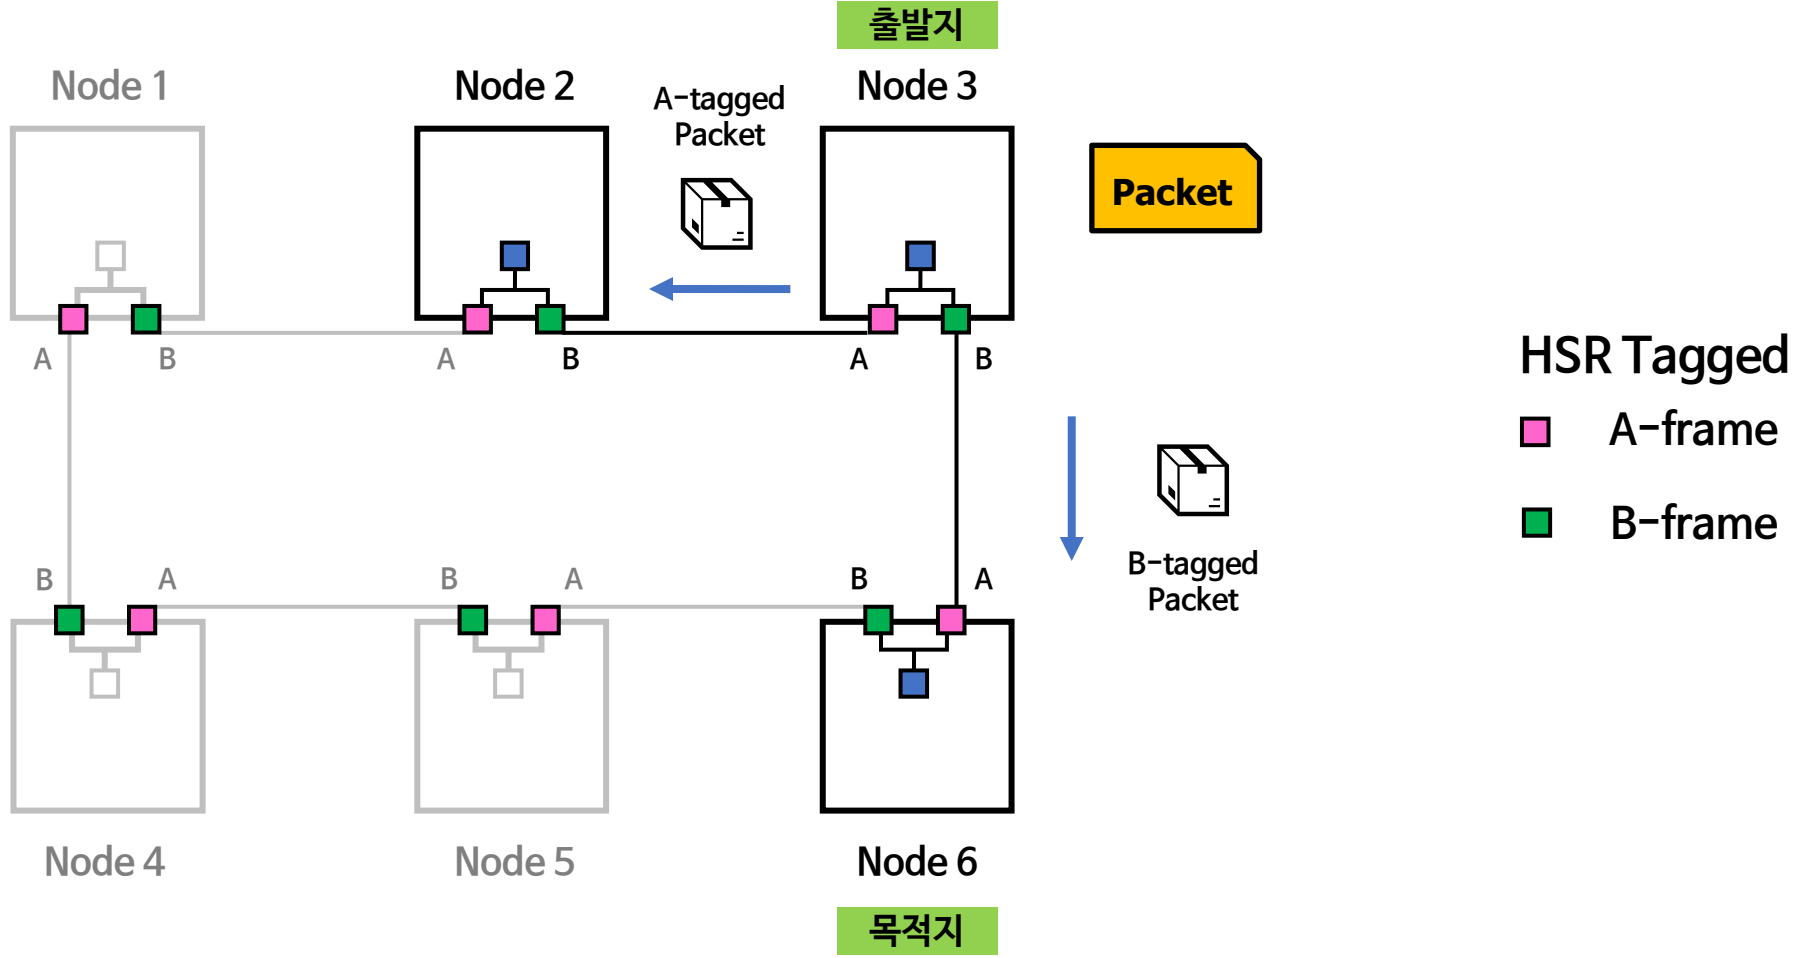 출발지
Node 1
Node 2
A-tagged
Packet
Node 3
Packet
A
B
A
B
A
B
HSR Tagged
A-frame
B-frame
B-tagged
Packet
B
A
B
A
B
A
Node 4
Node 5
Node 6
목적지